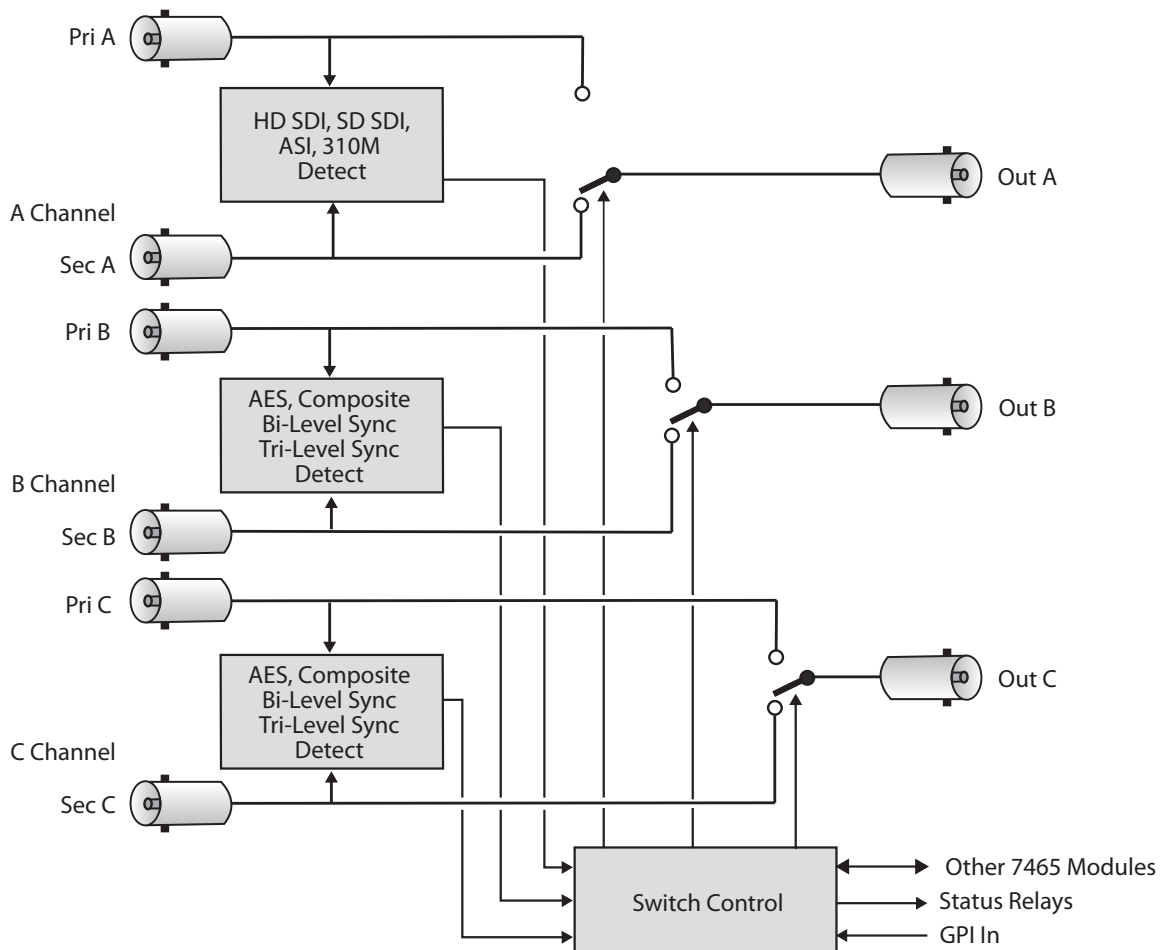 Pri A
HD SDI, SD SDI,
ASI, 310M
Detect
Out A
A Channel
Sec A
Pri B
AES, Composite
Bi-Level Sync
Tri-Level Sync
Detect
Out B
B Channel
Sec B
Pri C
AES, Composite
Bi-Level Sync
Tri-Level Sync
Detect
Out C
C Channel
Sec C
Switch Control
Other 7465 Modules
Status Relays
GPI In